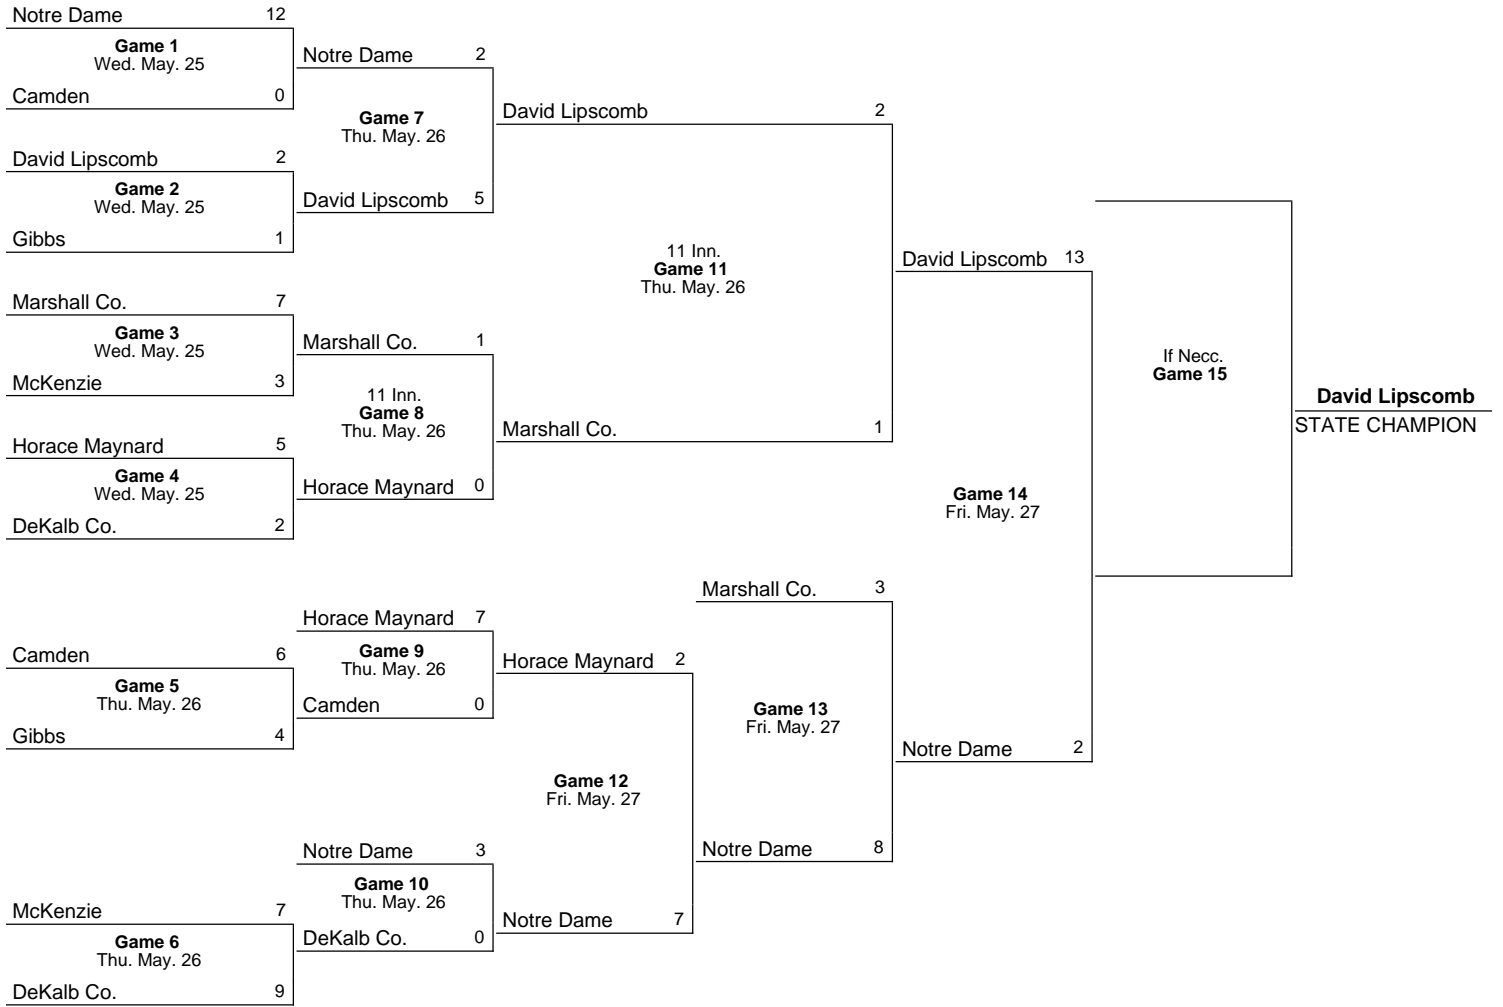 Notre Dame 12
Game 1
Wed. May. 25
Camden 0
David Lipscomb 2
Game 2
Wed. May. 25
Gibbs 1
Marshall Co. 7
Game 3
Wed. May. 25
McKenzie 3
Horace Maynard 5
Game 4
Wed. May. 25
DeKalb Co. 2
Camden 6
Game 5
Thu. May. 26
Gibbs 4
McKenzie 7
Game 6
Thu. May. 26
DeKalb Co. 9
Notre Dame 2
Game 7
Thu. May. 26
David Lipscomb 5
Marshall Co. 1
11 Inn.
Game 8
Thu. May. 26
Horace Maynard 0
Horace Maynard 7
Game 9
Thu. May. 26
Camden 0
Notre Dame 3
Game 10
Thu. May. 26
DeKalb Co. 0
David Lipscomb 2
11 Inn.
Game 11
Thu. May. 26
Marshall Co. 1
Horace Maynard 2
Game 12
Fri. May. 27
Notre Dame 7
Marshall Co. 3
Game 13
Fri. May. 27
Notre Dame 8
David Lipscomb 13
Game 14
Fri. May. 27
Notre Dame 2
If Necc.
Game 15
David Lipscomb
STATE CHAMPION